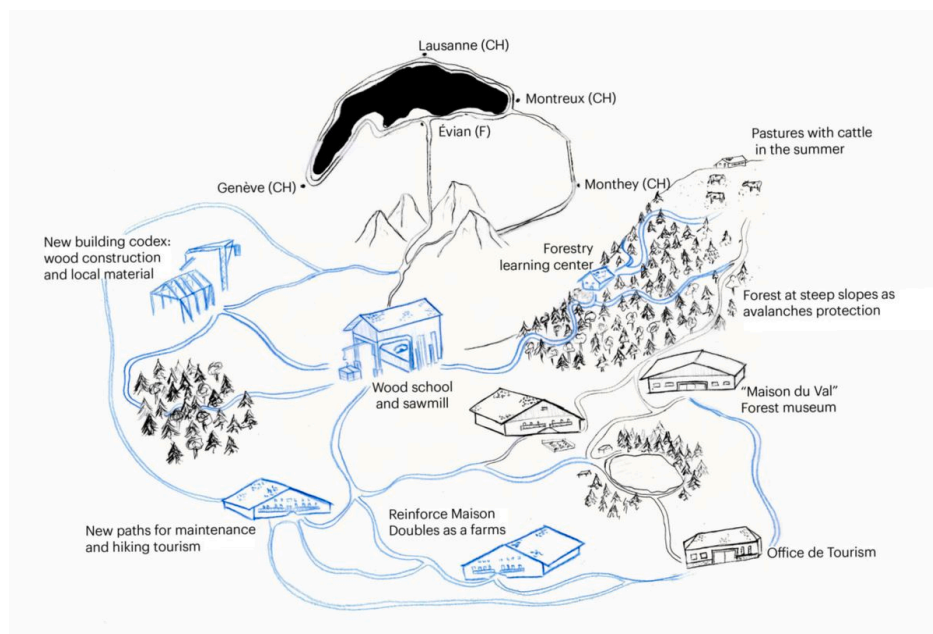 Lausanne (CH)
Montreux (CH)
Évian (F)
Pastures with cattle
in the summer
Genève (CH)
Monthey (CH)
New building codex:
wood construction
and local material
Forestry
learning center
Forest at steep slopes as
avalanches protection
Wood school
and sawmill
"Maison du Val"
Forest museum
New paths for maintenance
and hiking tourism
Reinforce Maison
Doubles as a farms
Office de Tourism